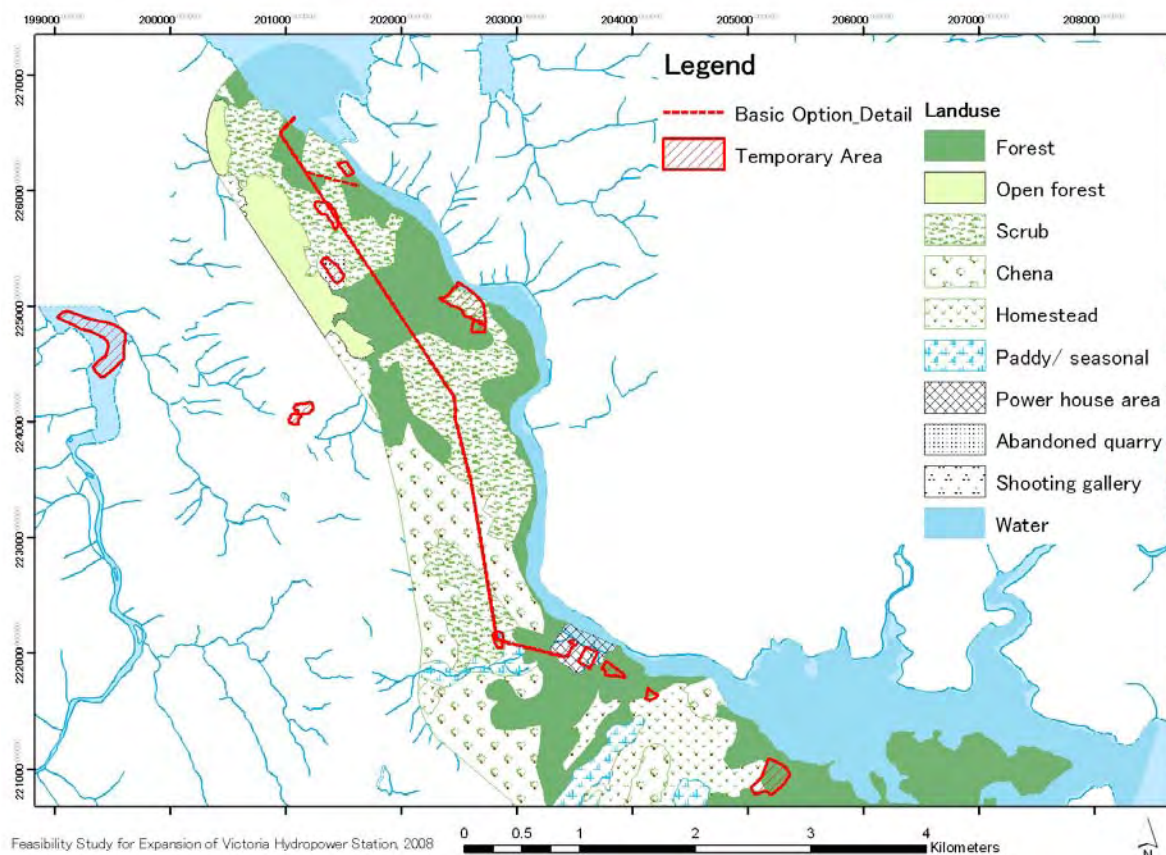 199000 200000 201000 202000 203000 204000 205000 206000 207000 208000
227000
226000
225000
224000
223000
222000
221000
Legend
Basic Option_Detail
Temporary Area
Landuse
Forest
Open forest
Scrub
Chena
Homestead
Paddy/ seasonal
Power house area
Abandoned quarry
Shooting gallery
Water
Feasibility Study for Expansion of Victoria Hydropower Station, 2008
0 0.5 1 2 3 4
Kilometers
N